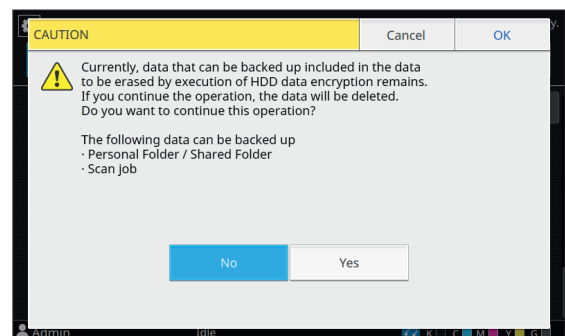 CAUTION
Cancel
OK
y.
Currently, data that can be backed up included in the data
to be erased by execution of HDD data encryption remains.
If you continue the operation, the data will be deleted.
Do you want to continue this operation?
The following data can be backed up
· Personal Folder / Shared Folder
· Scan job
No
Yes
Admin
Idle
K C M Y G